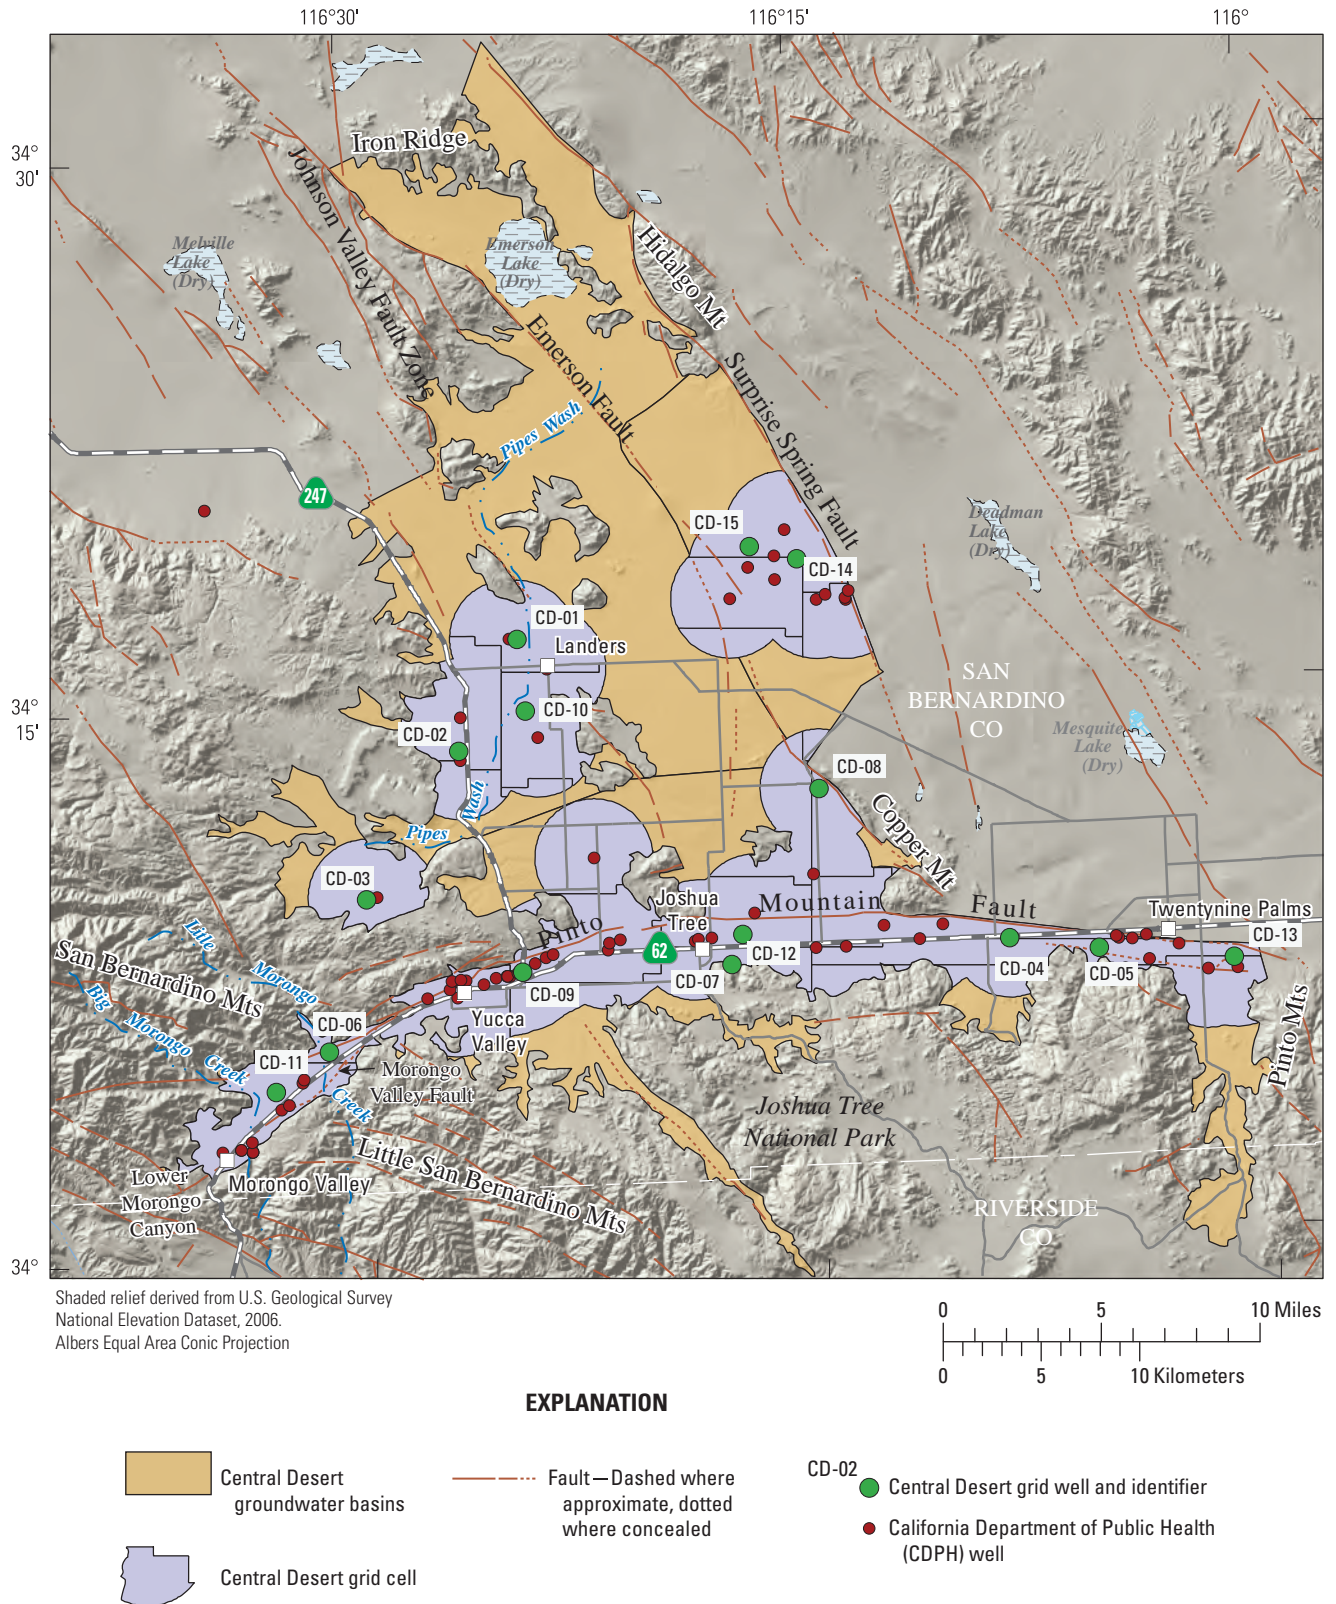 116°30'
116°15'
116°
34°
30'
Iron Ridge
Johnson Valley Fault Zone
Melville
Lake
(Dry)
Emerson
Lake
(Dry)
Hidalgo Mt
Emerson Fault
Surprise Spring Fault
Pipes Wash
247
CD-15
CD-14
Deadman
Lake
(Dry)
CD-01
Landers
SAN
BERNARDINO
CO
34°
15'
CD-10
CD-02
Mesquite
Lake
(Dry)
CD-08
Pipes Wash
Copper Mt
CD-03
Joshua
Tree
Pinto Mountain Fault
Twentynine Palms
62
CD-12
CD-13
CD-04
CD-05
CD-07
CD-09
Little Morongo Creek
San Bernardino Mts
Big Morongo Creek
CD-06
Yucca
Valley
CD-11
Morongo
Valley Fault
Pinto Mts
Joshua Tree
National Park
Little San Bernardino Mts
Lower
Morongo
Canyon
Morongo Valley
RIVERSIDE
CO
34°
Shaded relief derived from U.S. Geological Survey
National Elevation Dataset, 2006.
Albers Equal Area Conic Projection
0 5 10 Miles
0 5 10 Kilometers
EXPLANATION
Central Desert
groundwater basins
Fault—Dashed where
approximate, dotted
where concealed
CD-02
Central Desert grid well and identifier
California Department of Public Health
(CDPH) well
Central Desert grid cell